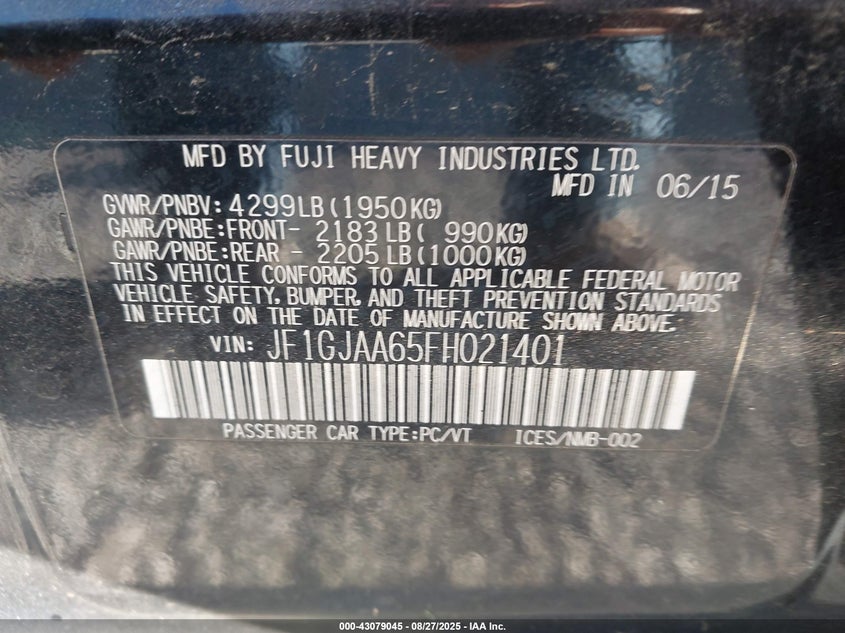 MFD BY FUJI HEAVY INDUSTRIES LTD.
MFD IN 06/15
GVWR/PNBV: 4299LB(1950KG)
GAWR/PNBE:FRONT- 2183LB( 990KG)
GAWR/PNBE:REAR - 2205LB(1000KG)
THIS VEHICLE CONFORMS TO ALL APPLICABLE FEDERAL MOTOR
VEHICLE SAFETY, BUMPER, AND THEFT PREVENTION STANDARDS
IN EFFECT ON THE DATE OF MANUFACTURE SHOWN ABOVE.
VIN: JF1GJAA65FH021401
PASSENGER CAR TYPE:PC/VT ICES/NMB-002
000-43079045 - 08/27/2025 - IAA Inc.